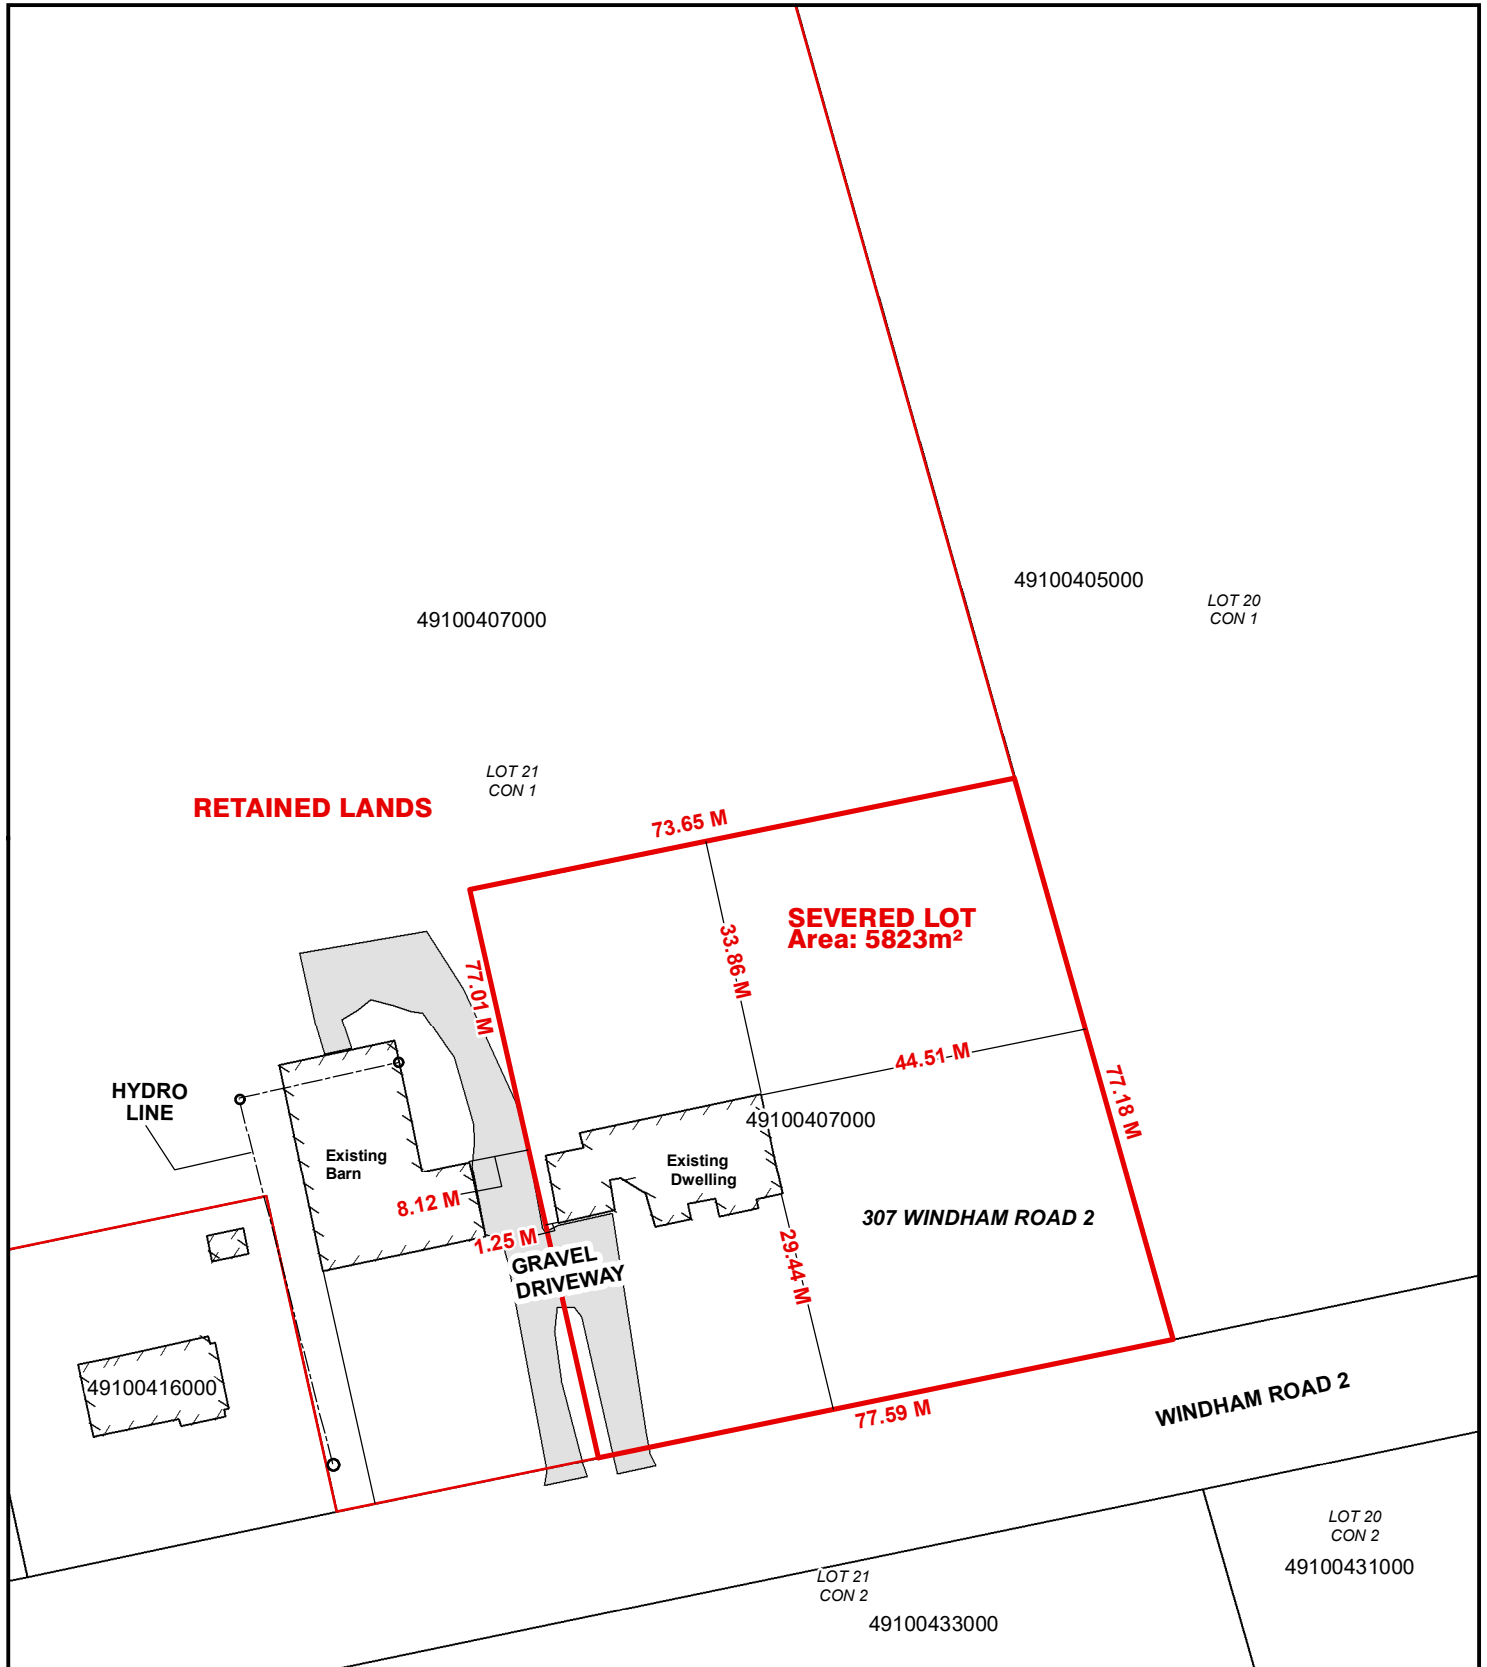 49100405000
LOT 20
CON 1
49100407000
LOT 21
CON 1
RETAINED LANDS
73.65 M
SEVERED LOT
Area: 5823m²
33.86 M
77.01 M
44.51 M
77.18 M
HYDRO
LINE
49100407000
Existing
Barn
Existing
Dwelling
8.12 M
307 WINDHAM ROAD 2
1.25 M
GRAVEL
DRIVEWAY
29.44 M
49100416000
77.59 M
WINDHAM ROAD 2
LOT 20
CON 2
49100431000
LOT 21
CON 2
49100433000